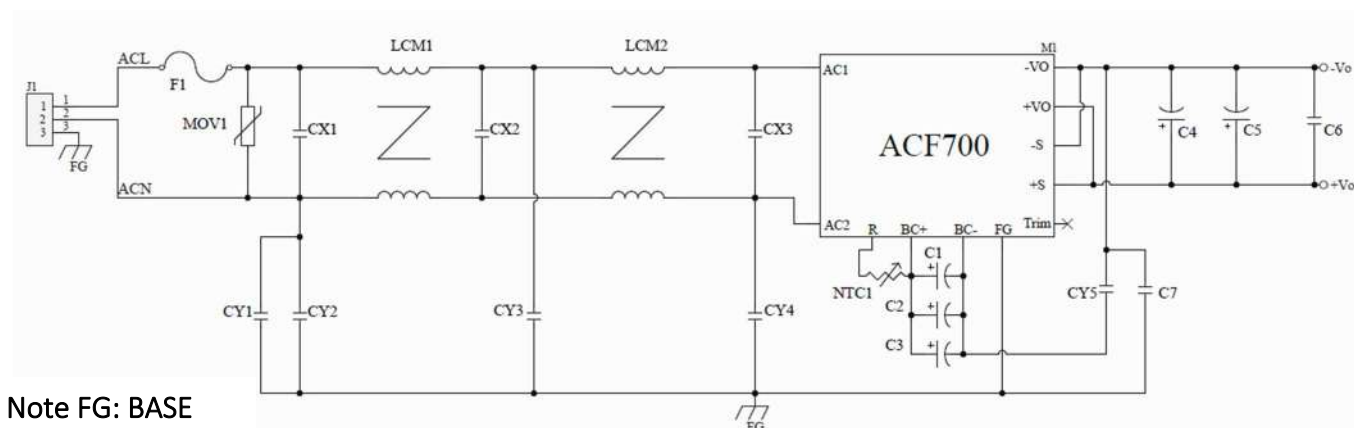 LCM1 LCM2 M1
ACL
F1
AC1 -VO -Vo
J1
1 1
2 2
3 3
MOV1 CX1 CX2 CX3 +VO C4 C5 C6
ACF700
-S
FG
ACN +S +Vo
AC2 R BC+ BC- FG Trim
C1
NTC1 CY5 C7
CY1 CY2 CY3 CY4 C2
C3
Note FG: BASE
FG